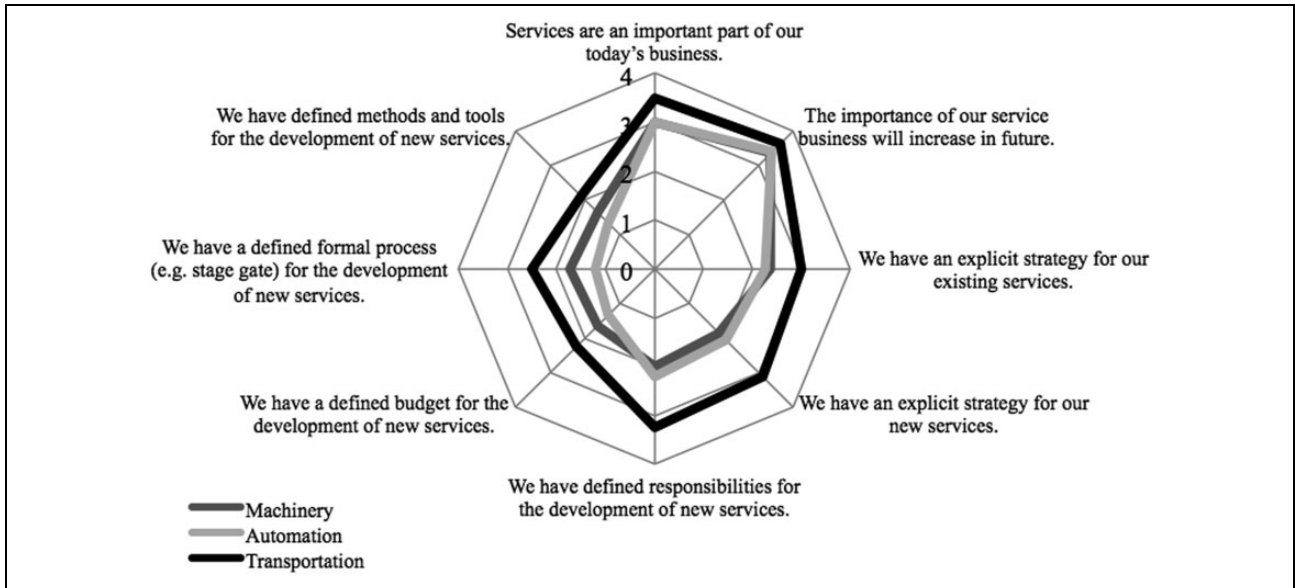 Services are an important part of our
today's business.
4
3
2
1
0
The importance of our service
business will increase in future.
We have an explicit strategy for our
existing services.
We have an explicit strategy for our
new services.
We have defined responsibilities for
the development of new services.
We have a defined budget for the
development of new services.
We have a defined formal process
(e.g. stage gate) for the development
of new services.
We have defined methods and tools
for the development of new services.
Machinery
Automation
Transportation